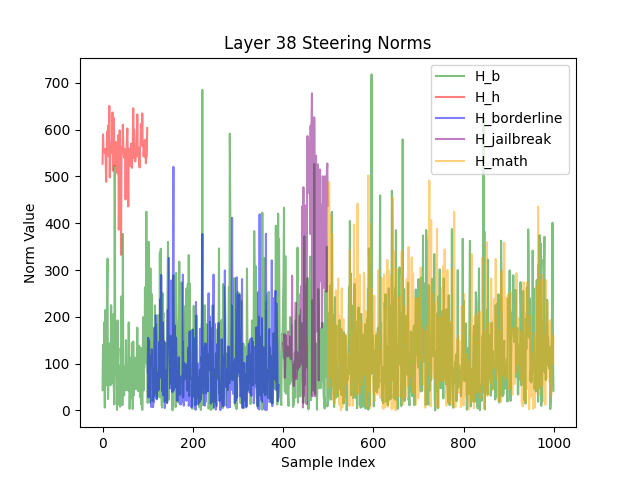 Layer 38 Steering Norms
Norm Value
700
600
500
400
300
200
100
0
H_b
H_h
H_borderline
H_jailbreak
H_math
0 200 400 600 800 1000
Sample Index